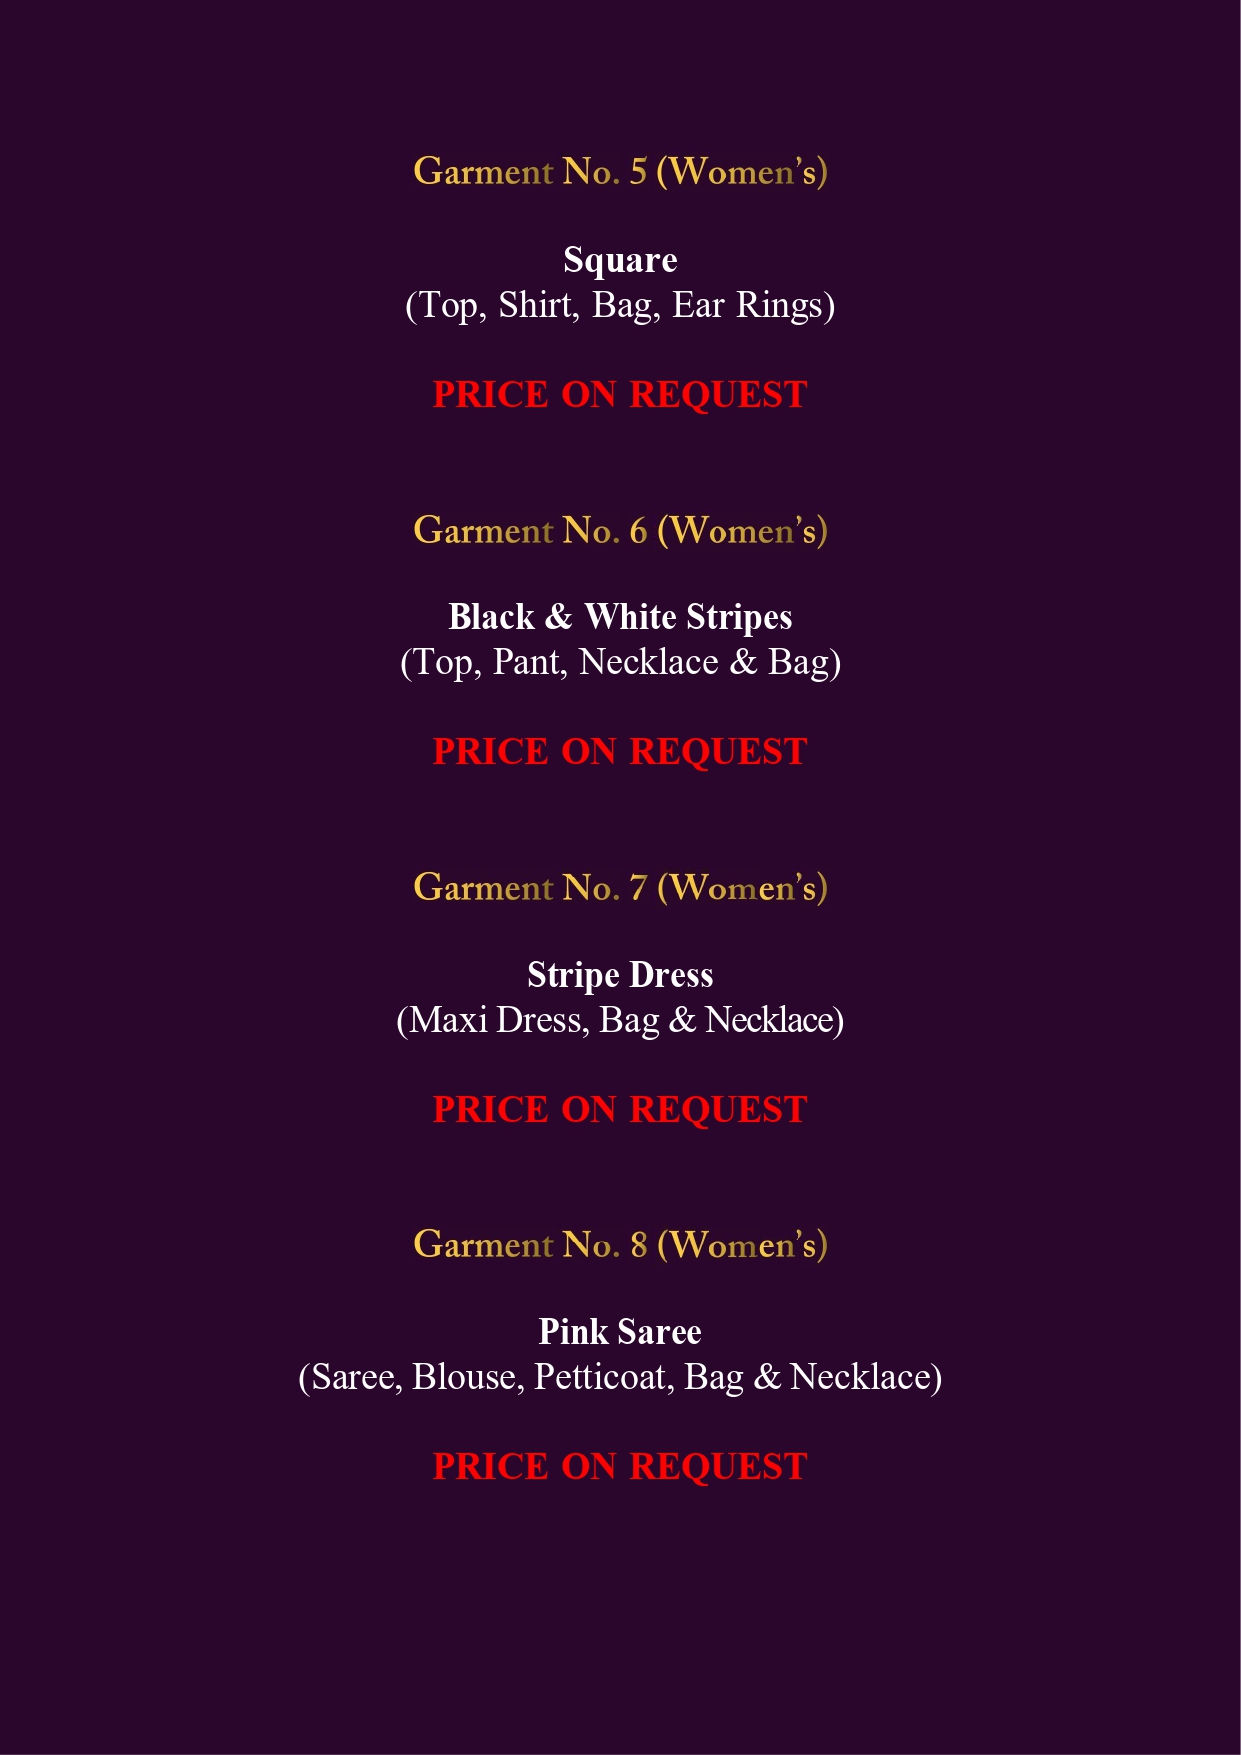 Garment No. 5 (Women’s)
Square
(Top, Shirt, Bag, Ear Rings)
PRICE ON REQUEST
Garment No. 6 (Women’s)
Black & White Stripes
(Top, Pant, Necklace & Bag)
PRICE ON REQUEST
Garment No. 7 (Women’s)
Stripe Dress
(Maxi Dress, Bag & Necklace)
PRICE ON REQUEST
Garment No. 8 (Women’s)
Pink Saree
(Saree, Blouse, Petticoat, Bag & Necklace)
PRICE ON REQUEST